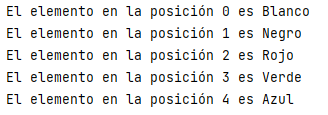 El elemento en la posición 0 es Blanco
El elemento en la posición 1 es Negro
El elemento en la posición 2 es Rojo
El elemento en la posición 3 es Verde
El elemento en la posición 4 es Azul